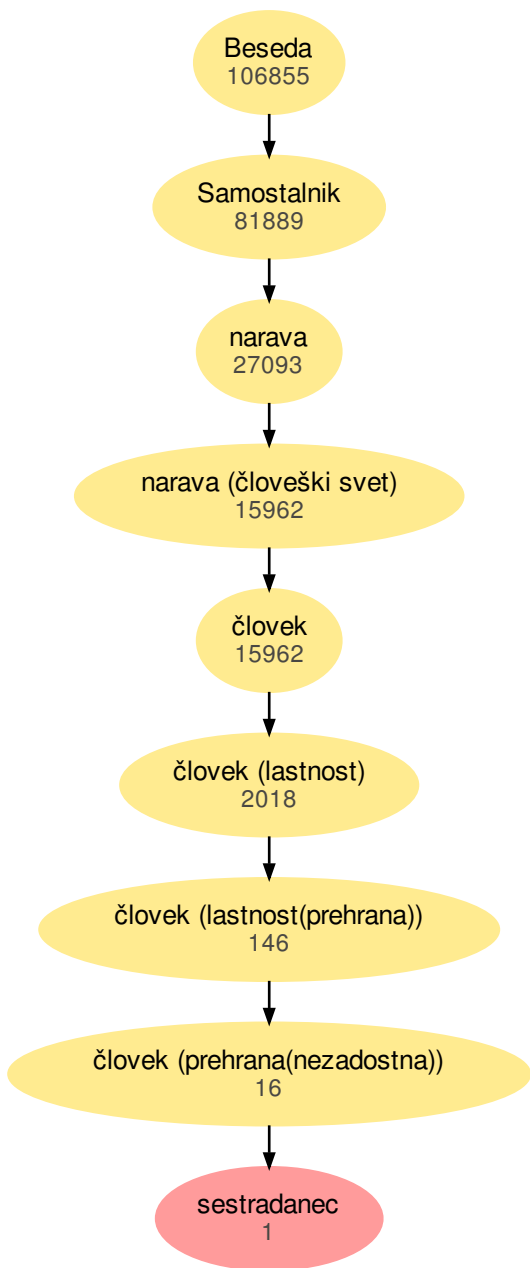 Beseda
106855
Samostalnik
81889
narava
27093
narava (človeški svet)
15962
človek
15962
človek (lastnost)
2018
človek (lastnost(prehrana))
146
človek (prehrana(nezadostna))
16
sestradanec
1